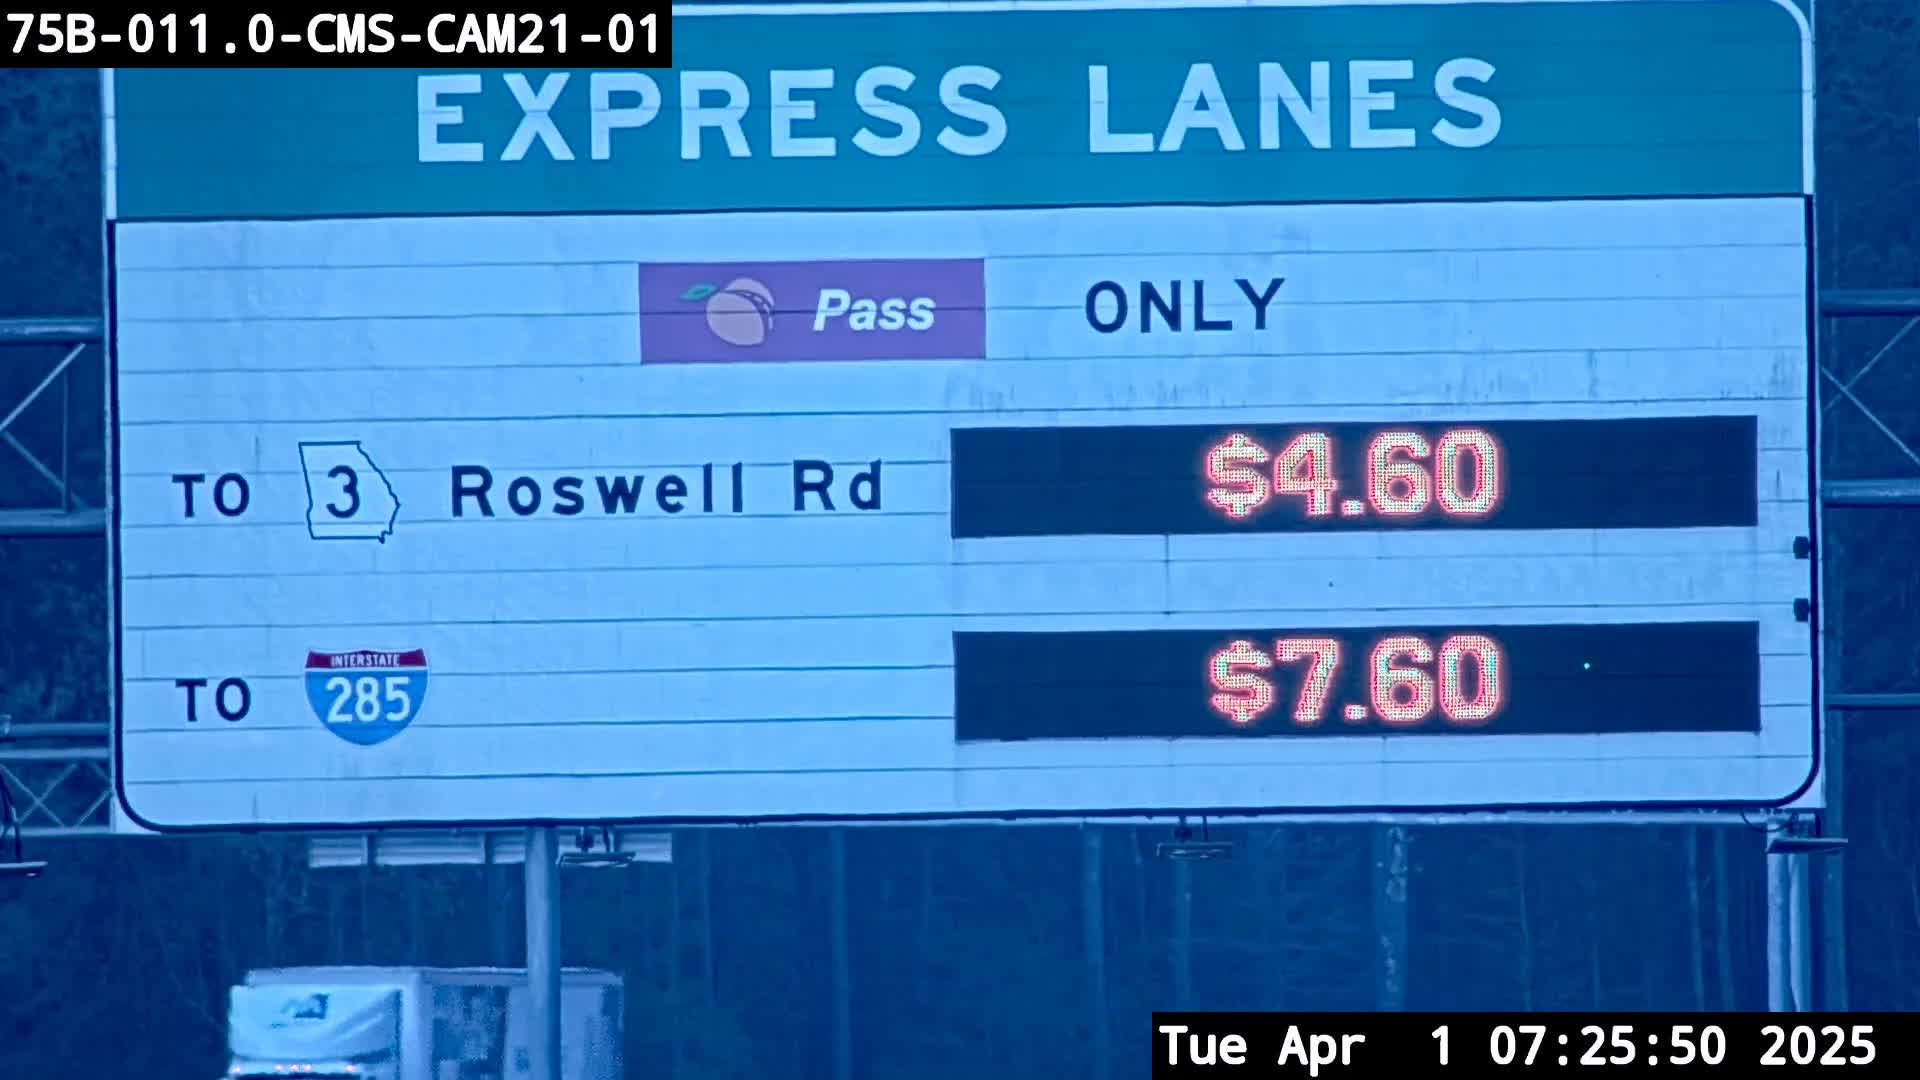 75B-011.0-CMS-CAM21-01
EXPRESS LANES
Pass ONLY
TO 3 Roswell Rd $4.60
TO INTERSTATE 285 $7.60
Tue Apr 1 07:25:50 2025